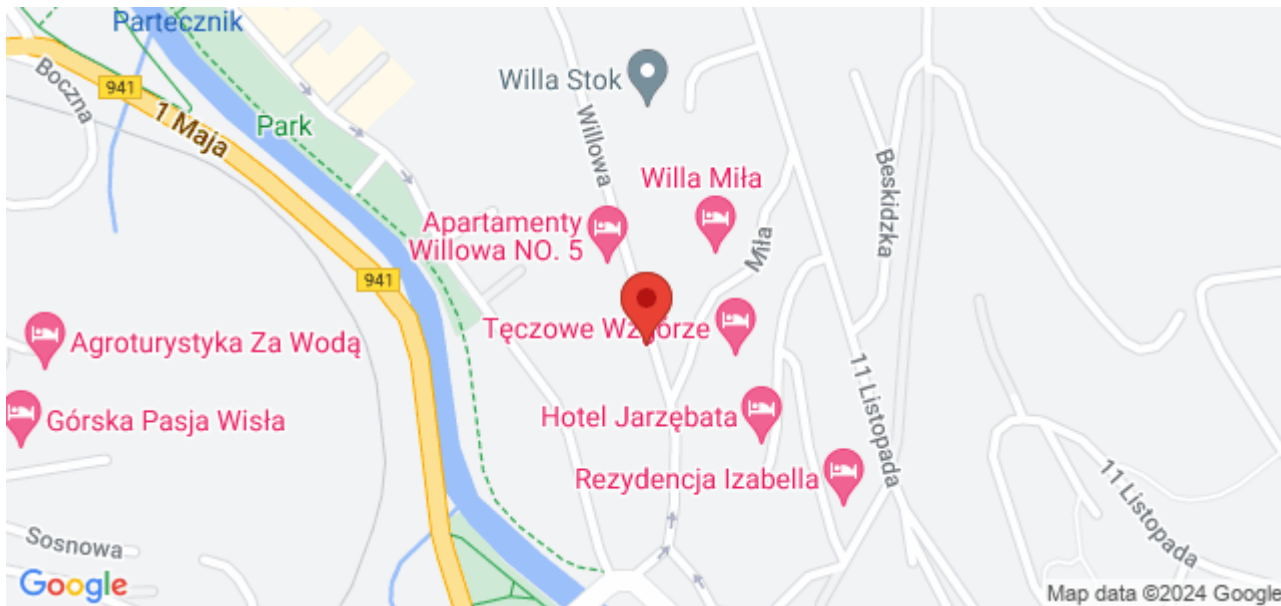 Partecznik
Boczna
941
1 Maja
Park
Willa Stok
Willowa
Willa Miła
Beskidzka
Apartamenty
Willowa NO. 5
Miła
941
Tęczowe Wzgórze
Agroturystyka Za Wodą
11 Listopada
Górska Pasja Wisła
Hotel Jarzębata
Rezydencja Izabella
11 Listopada
Sosnowa
Google
Map data ©2024 Google